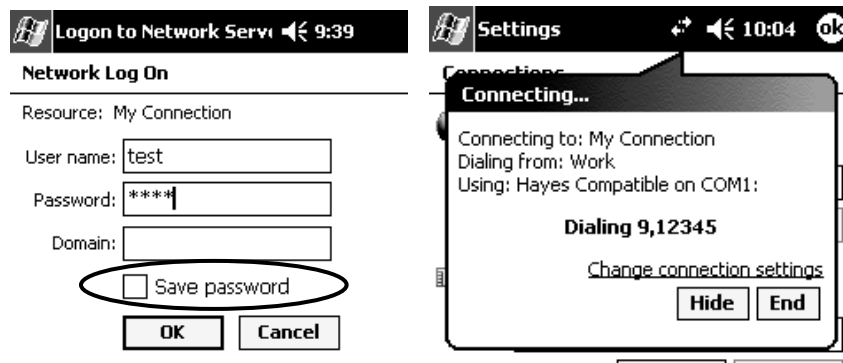 Logon to Network Serve 9:39
Network Log On
Resource: My Connection
User name: test
Password: ****
Domain:
Save password
OK Cancel
Settings 10:04 ok
Connections
Connecting...
Connecting to: My Connection
Dialing from: Work
Using: Hayes Compatible on COM1:
Dialing 9,12345
Change connection settings
Hide End